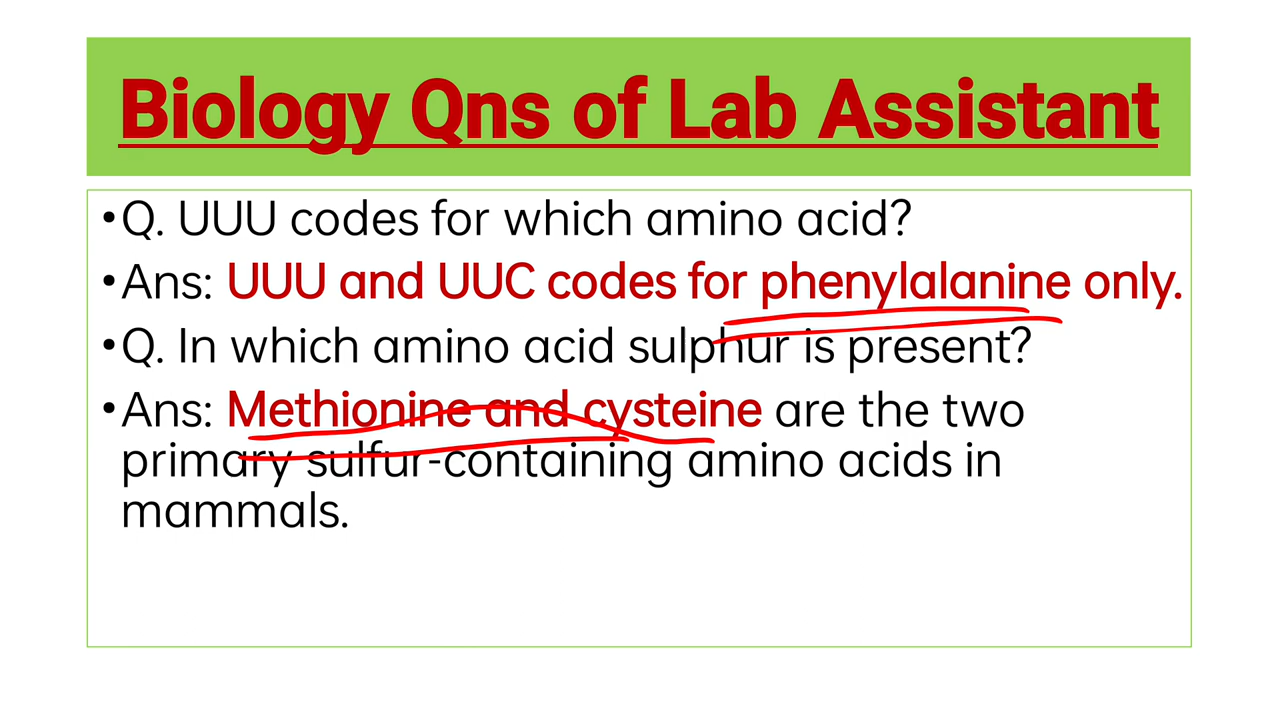 Biology Qns of Lab Assistant
•Q. UUU codes for which amino acid?
•Ans: UUU and UUC codes for phenylalanine only.
•Q. In which amino acid sulphur is present?
•Ans: Methionine and cysteine are the two
primary sulfur-containing amino acids in
mammals.